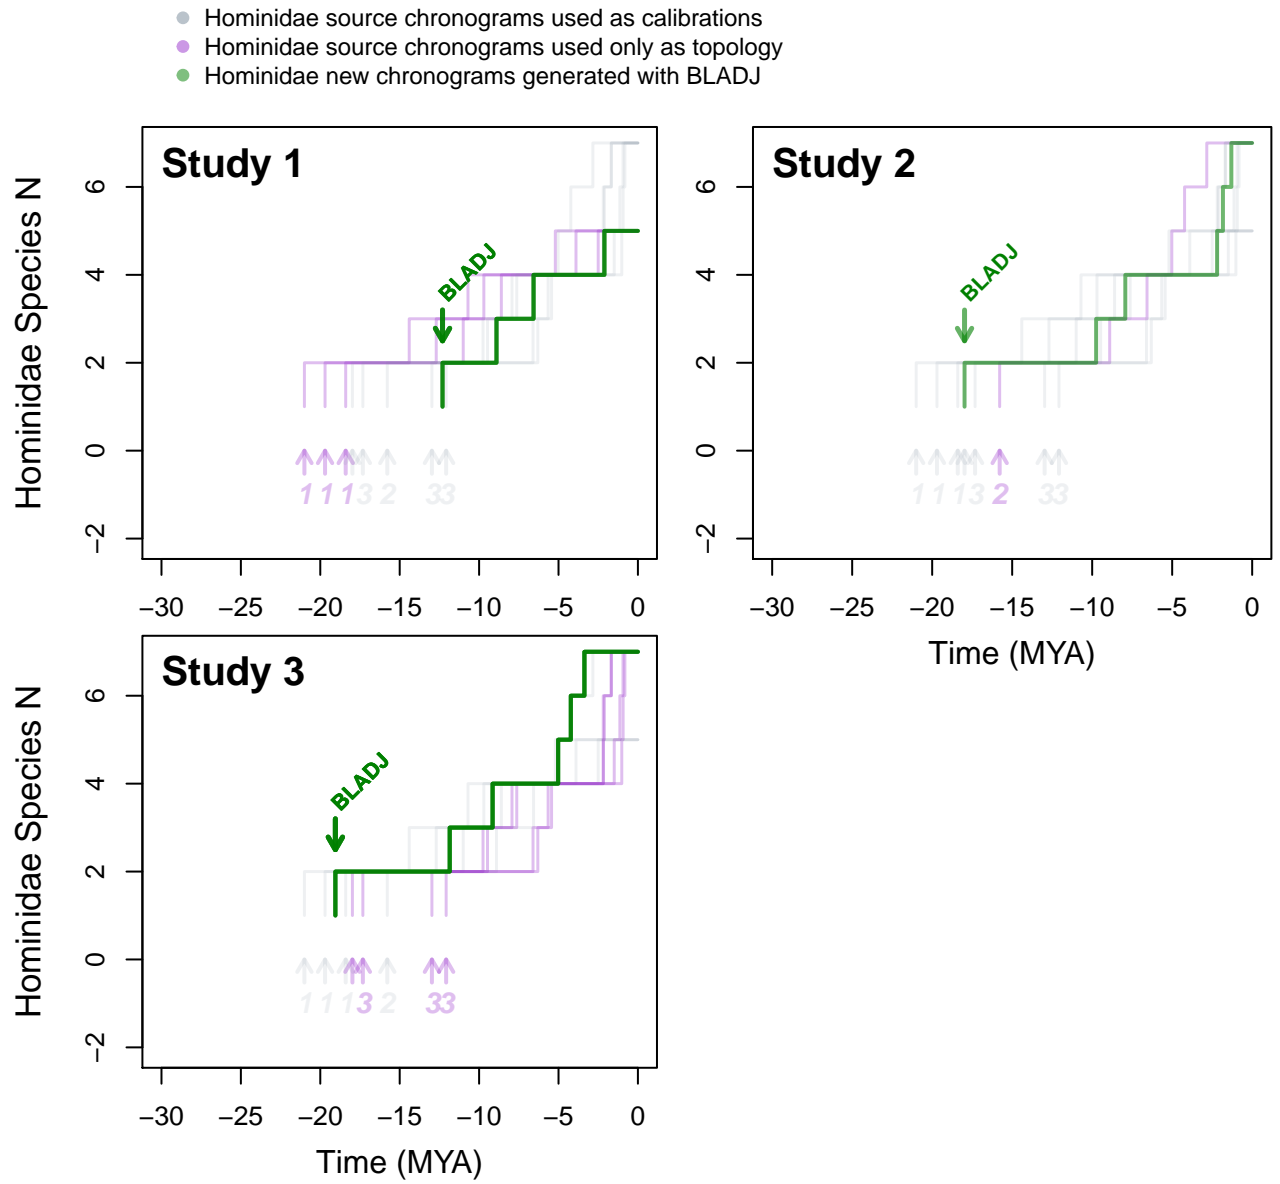 Hominidae source chronograms used as calibrations
Hominidae source chronograms used only as topology
Hominidae new chronograms generated with BLADJ
Study 1
Hominidae Species N
6
4
2
0
−2
BLADJ
1 1 1 3 2 3 3
−30 −25 −20 −15 −10 −5 0
Study 2
6
4
2
0
−2
BLADJ
1 1 1 3 2 3 3
−30 −25 −20 −15 −10 −5 0
Time (MYA)
Study 3
Hominidae Species N
6
4
2
0
−2
BLADJ
1 1 1 3 2 3 3
−30 −25 −20 −15 −10 −5 0
Time (MYA)